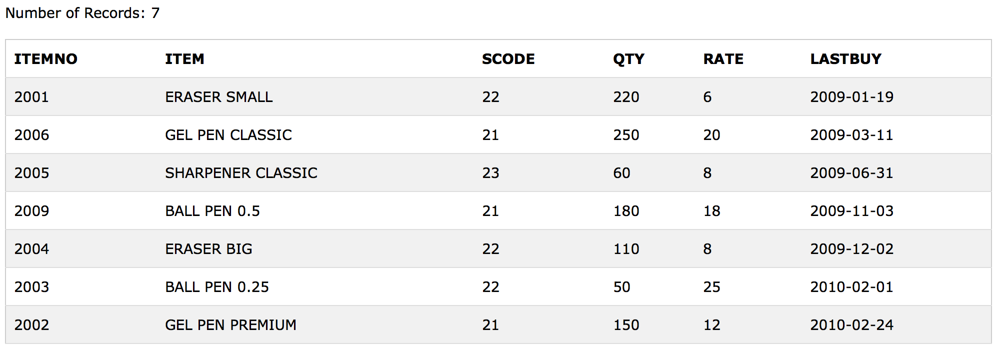 Number of Records: 7
ITEMNO ITEM SCODE QTY RATE LASTBUY
2001 ERASER SMALL 22 220 6 2009-01-19
2006 GEL PEN CLASSIC 21 250 20 2009-03-11
2005 SHARPENER CLASSIC 23 60 8 2009-06-31
2009 BALL PEN 0.5 21 180 18 2009-11-03
2004 ERASER BIG 22 110 8 2009-12-02
2003 BALL PEN 0.25 22 50 25 2010-02-01
2002 GEL PEN PREMIUM 21 150 12 2010-02-24